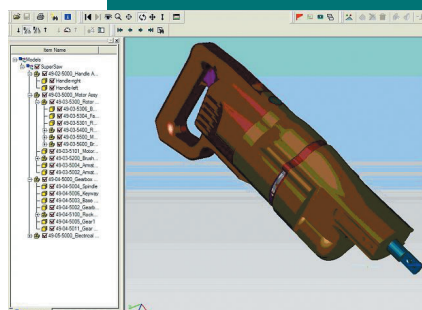 Item Name
Models
SuperSaw
49-02-5000_Handle A...
Handle-right
Handle-left
49-03-5000_Motor Assy
49-03-5300_Rotor ...
49-03-5306_B...
49-03-5304_Fa...
49-03-5301_R...
49-03-5400_R...
49-03-5500_M...
49-03-5600_Br...
49-03-5101_Motor...
49-03-5200_Brush...
49-03-5004_Armat...
49-03-5002_Armat...
49-04-5000_Gearbox ...
49-04-5004_Spindle
49-04-5006_Keyway
49-04-5003_Base ...
49-04-5002_Gearb...
49-04-5100_Rock...
49-04-5005_Gear1
49-04-5011_Gear ...
49-05-5000_Electrical ...